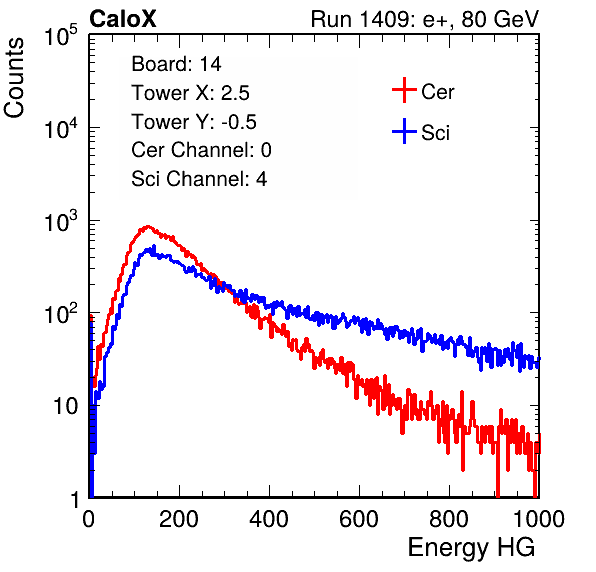 CaloX Run 1409: e+, 80 GeV
Counts
10^5
10^4
10^3
10^2
10
1
Board: 14
Tower X: 2.5
Tower Y: -0.5
Cer Channel: 0
Sci Channel: 4
Cer
Sci
0 200 400 600 800 1000
Energy HG